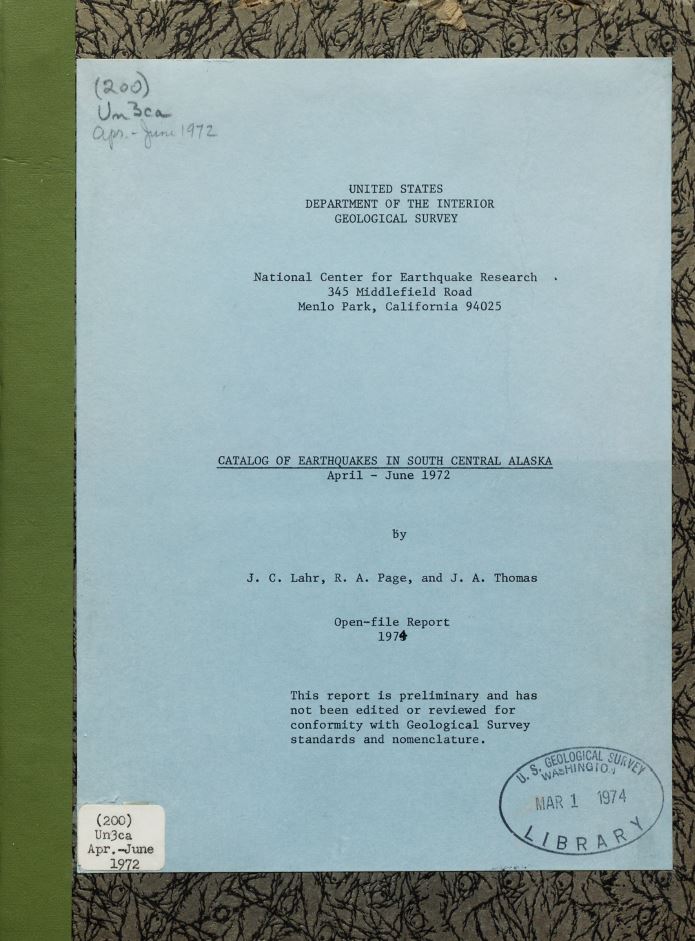 (200)
Un3ca
Apr.-June 1972
UNITED STATES
DEPARTMENT OF THE INTERIOR
GEOLOGICAL SURVEY
National Center for Earthquake Research
345 Middlefield Road
Menlo Park, California 94025
CATALOG OF EARTHQUAKES IN SOUTH CENTRAL ALASKA
April - June 1972
by
J. C. Lahr, R. A. Page, and J. A. Thomas
Open-file Report
1974
This report is preliminary and has
not been edited or reviewed for
conformity with Geological Survey
standards and nomenclature.
U. S. GEOLOGICAL SURVEY
WASHINGTON
MAR 1 1974
LIBRARY
(200)
Un3ca
Apr.-June
1972